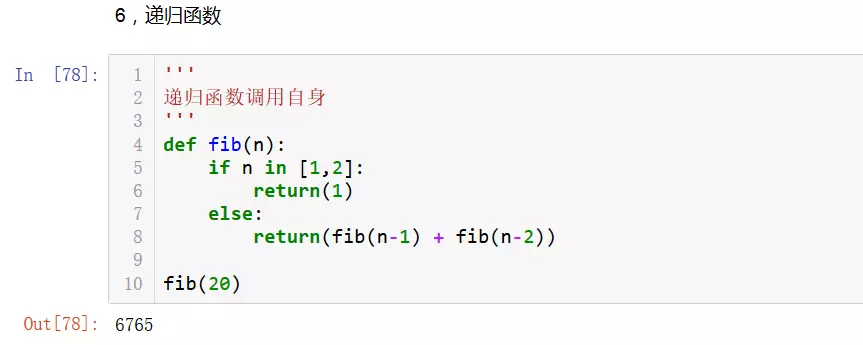 6，递归函数
In [78]:
1 '''
2 递归函数调用自身
3 '''
4 def fib(n):
5     if n in [1,2]:
6         return(1)
7     else:
8         return(fib(n-1) + fib(n-2))
9
10 fib(20)
Out[78]: 6765